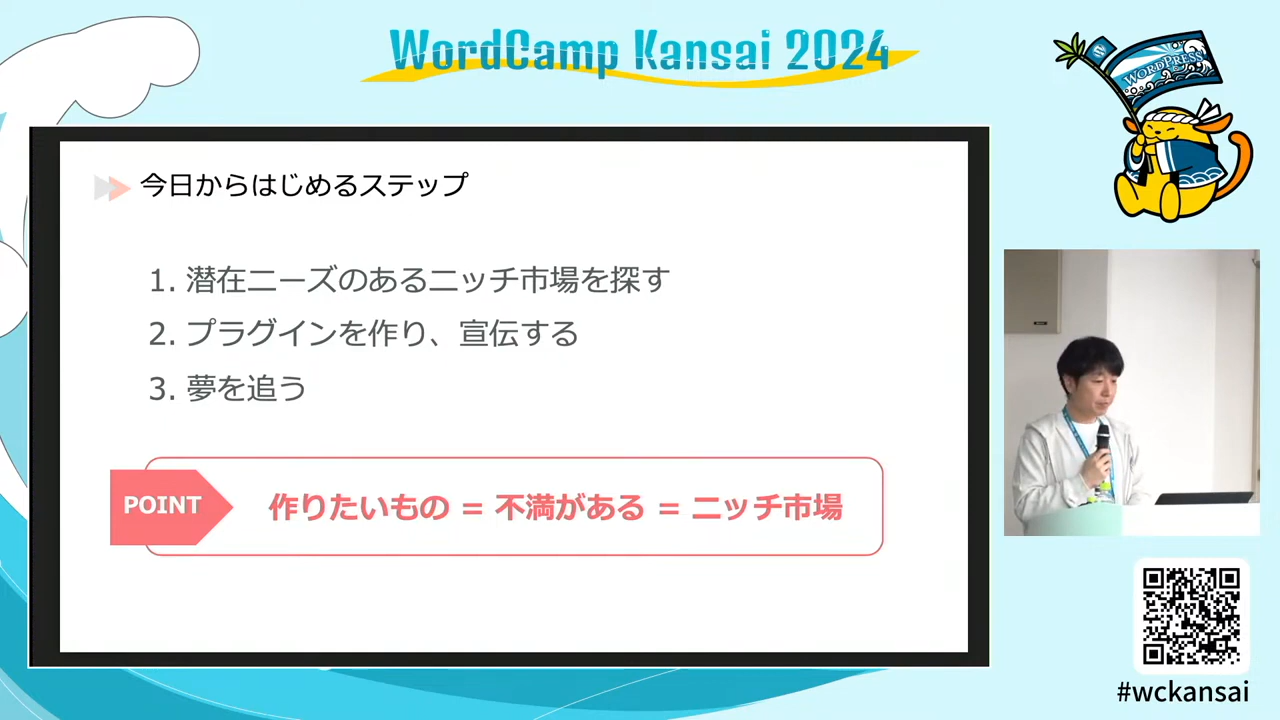 WordCamp Kansai 2024
WORDPRESS
今日からはじめるステップ
1. 潜在ニーズのあるニッチ市場を探す
2. プラグインを作り、宣伝する
3. 夢を追う
POINT
作りたいもの = 不満がある = ニッチ市場
#wckansai